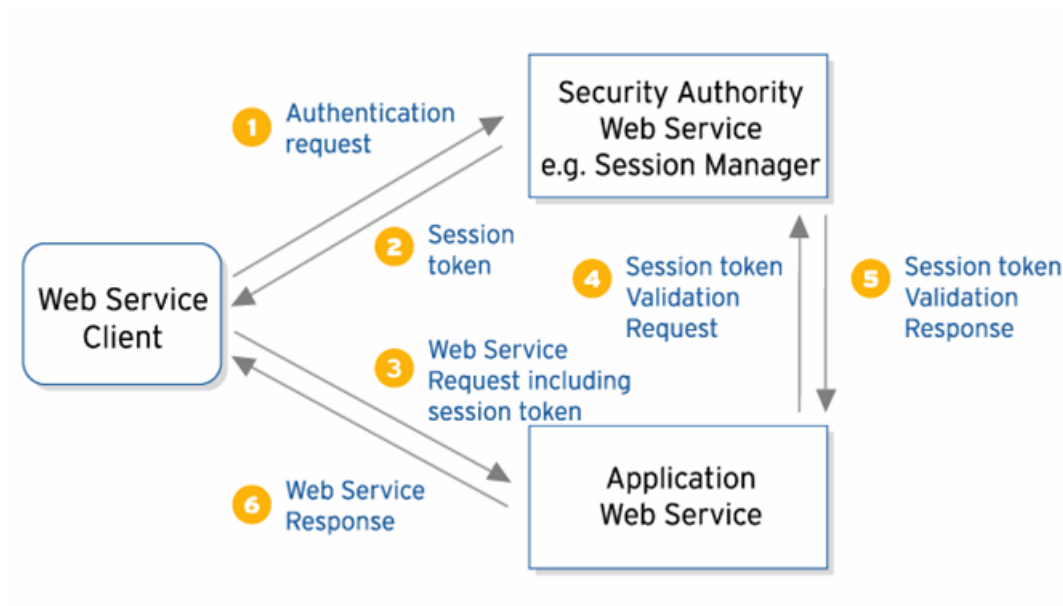 1
Authentication
request
Security Authority
Web Service
e.g. Session Manager
2
Session
token
Web Service
Client
4
Session token
Validation
Request
5
Session token
Validation
Response
3
Web Service
Request including
session token
6
Web Service
Response
Application
Web Service